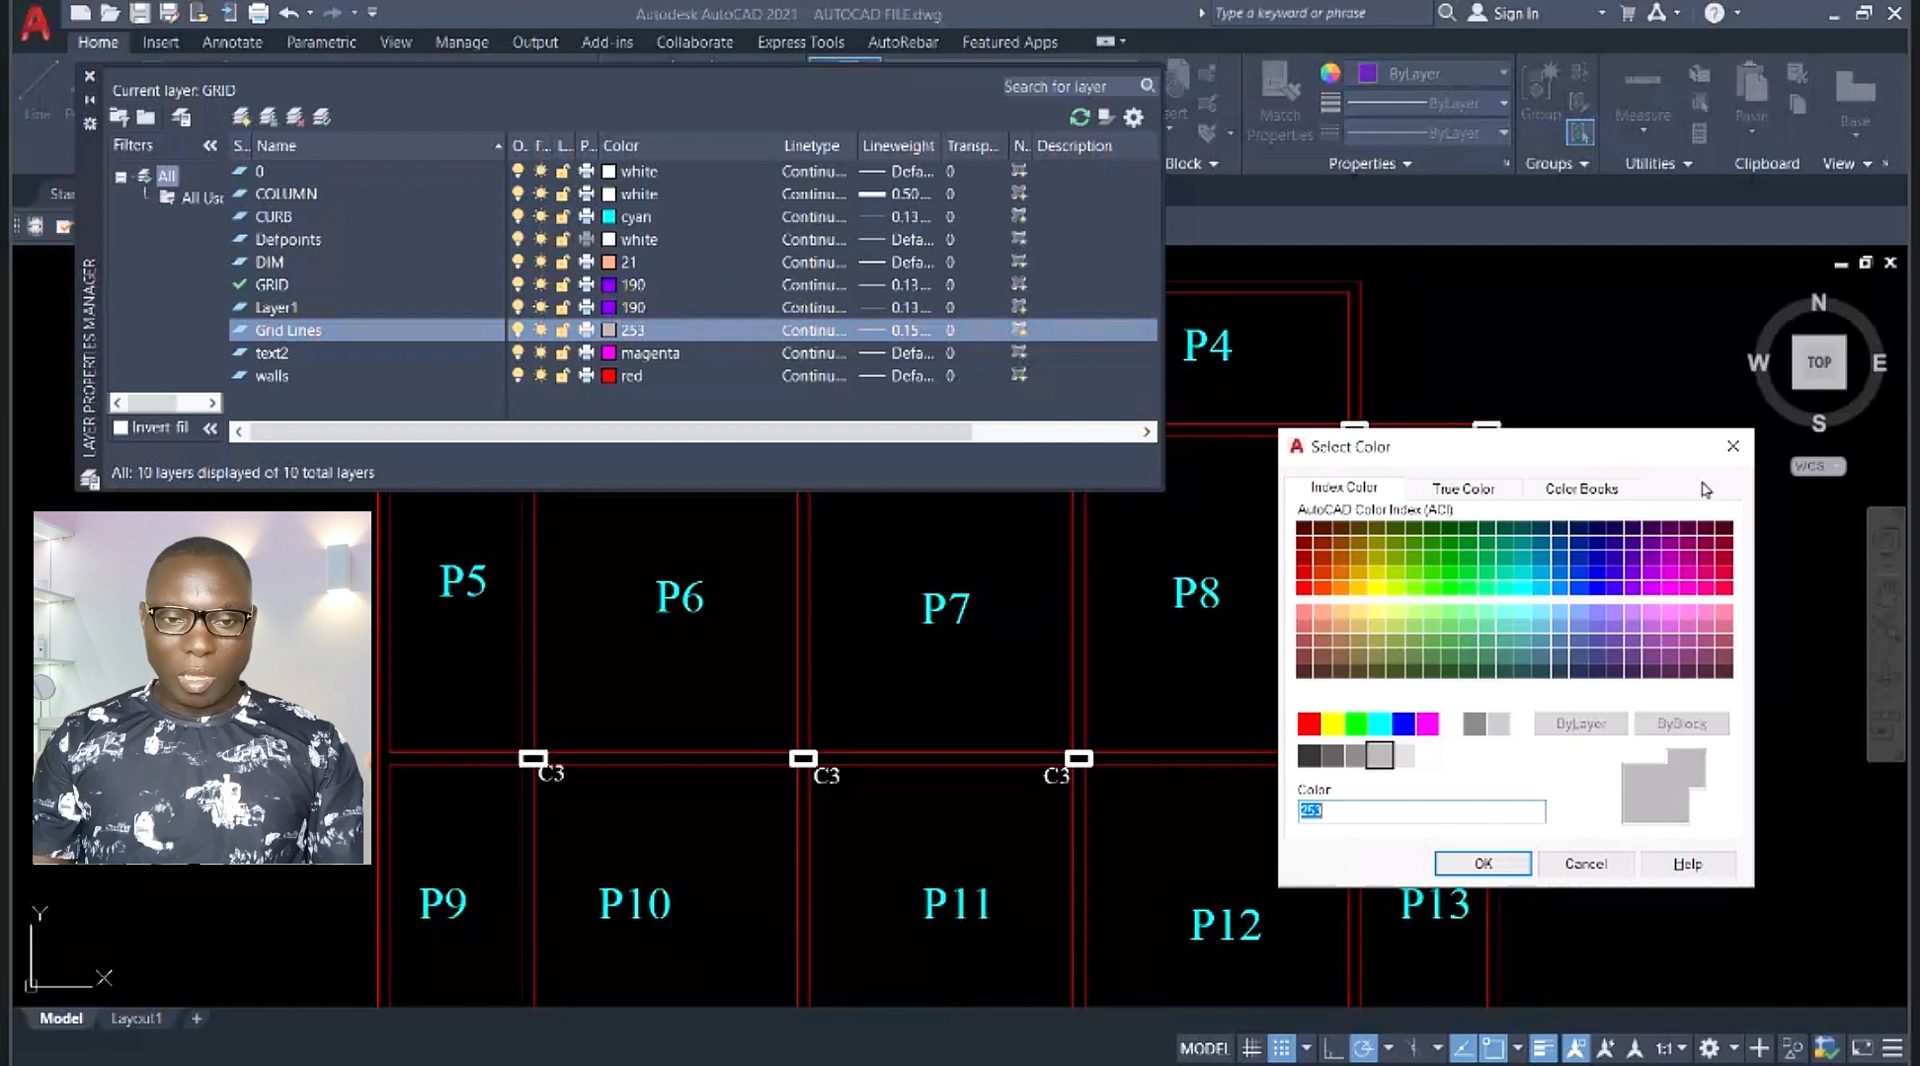 Autodesk AutoCAD 2021 AUTOCAD FILE.dwg
Type a keyword or phrase
Sign In
Home Insert Annotate Parametric View Manage Output Add-ins Collaborate Express Tools AutoRebar Featured Apps
Line
Current layer: GRID
Search for layer
Filters
All
S.. Name O. F.. L.. P.. Color Linetype Lineweight Transp... N.. Description
0 white Continu... Defa... 0
COLUMN white Continu... 0.50... 0
CURB cyan Continu... 0.13... 0
Defpoints white Continu... Defa... 0
DIM 21 Continu... Defa... 0
GRID 190 Continu... 0.13... 0
Layer1 190 Continu... 0.13... 0
Grid Lines 253 Continu... 0.15... 0
text2 magenta Continu... Defa... 0
walls red Continu... Defa... 0
Invert fil
All: 10 layers displayed of 10 total layers
LAYER PROPERTIES MANAGER
Block
Match
Properties
ByLayer
ByLayer
ByLayer
Properties
Group
Groups
Measure
Utilities
Paste
Clipboard
Base
View
N
W TOP E
S
WCS
P4
P5 P6 P7 P8
C3 C3 C3
P9 P10 P11 P12 P13
Select Color
Index Color True Color Color Books
AutoCAD Color Index (ACI)
ByLayer ByBlock
Color
253
OK Cancel Help
Y
X
Model Layout1 +
MODEL 1:1